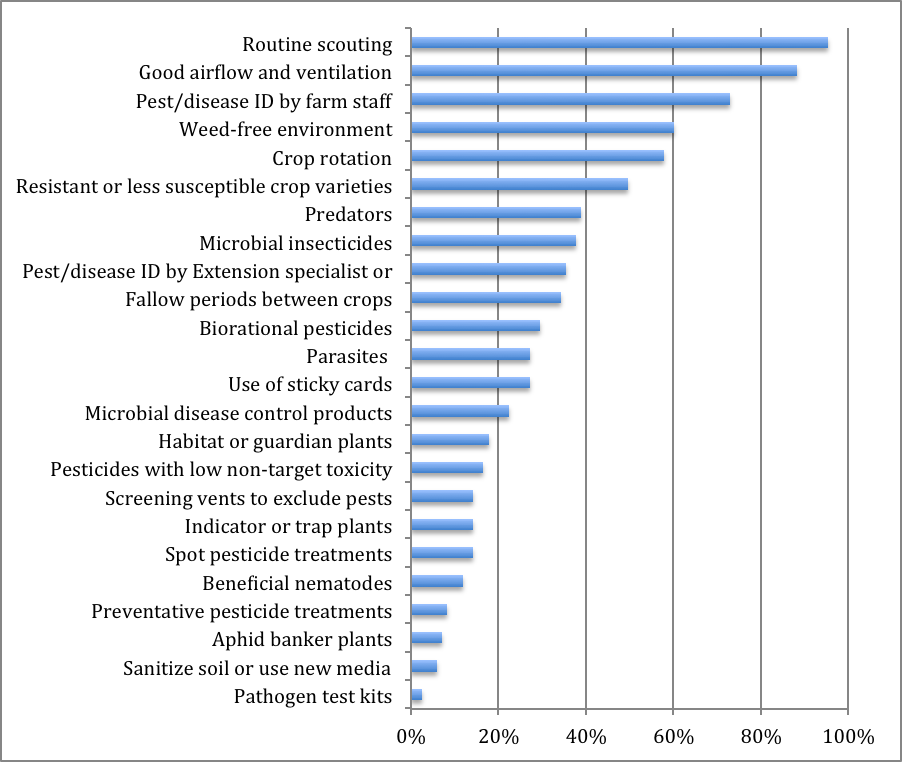 Routine scouting
Good airflow and ventilation
Pest/disease ID by farm staff
Weed-free environment
Crop rotation
Resistant or less susceptible crop varieties
Predators
Microbial insecticides
Pest/disease ID by Extension specialist or
Fallow periods between crops
Biorational pesticides
Parasites
Use of sticky cards
Microbial disease control products
Habitat or guardian plants
Pesticides with low non-target toxicity
Screening vents to exclude pests
Indicator or trap plants
Spot pesticide treatments
Beneficial nematodes
Preventative pesticide treatments
Aphid banker plants
Sanitize soil or use new media
Pathogen test kits
0% 20% 40% 60% 80% 100%